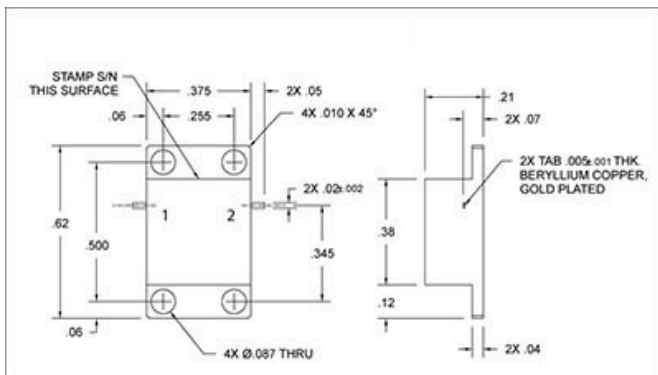 STAMP S/N
THIS SURFACE
.375
2X .05
.06
.255
4X .010 X 45°
.21
2X .07
2X TAB .005±.001 THK.
BERYLLIUM COPPER,
GOLD PLATED
2X .02±.002
1
2
.62
.500
.345
.38
.12
.06
4X Ø.087 THRU
2X .04